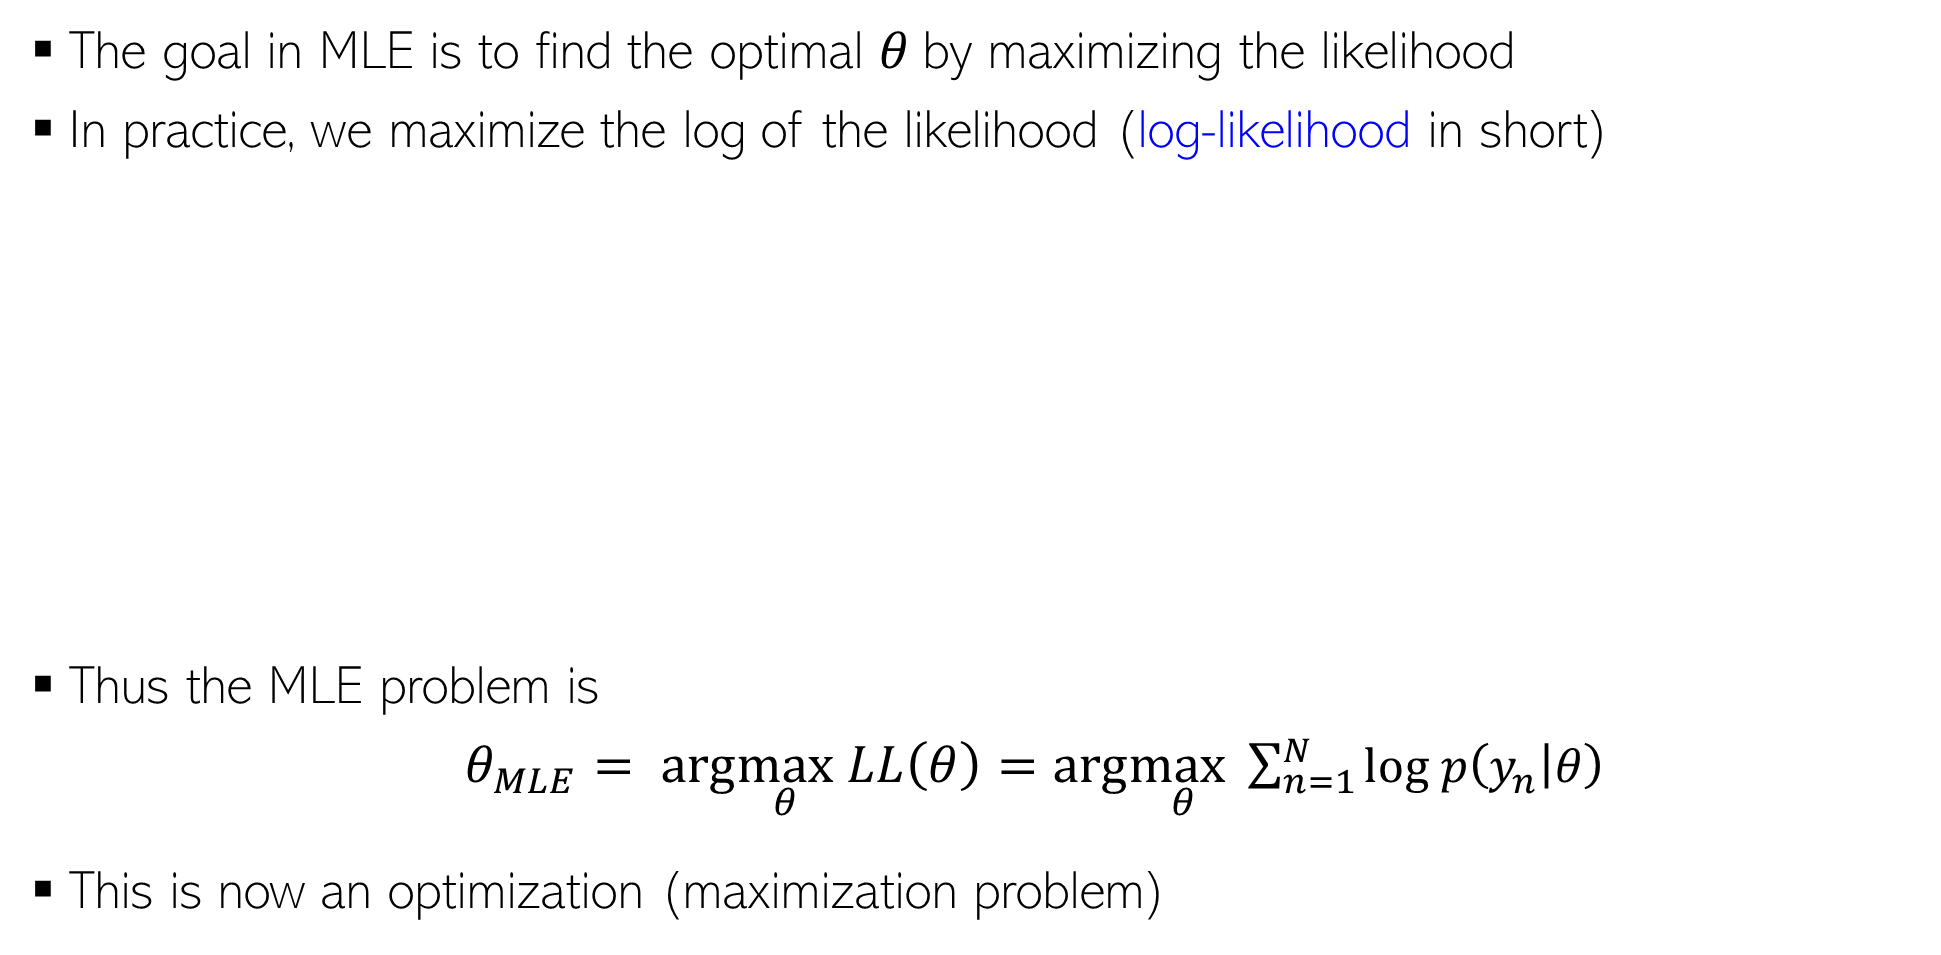 ▪ The goal in MLE is to find the optimal θ by maximizing the likelihood
▪ In practice, we maximize the log of the likelihood (log-likelihood in short)
▪ Thus the MLE problem is
θ_MLE = argmax_θ LL(θ) = argmax_θ ∑_{n=1}^N log p(y_n|θ)
▪ This is now an optimization (maximization problem)